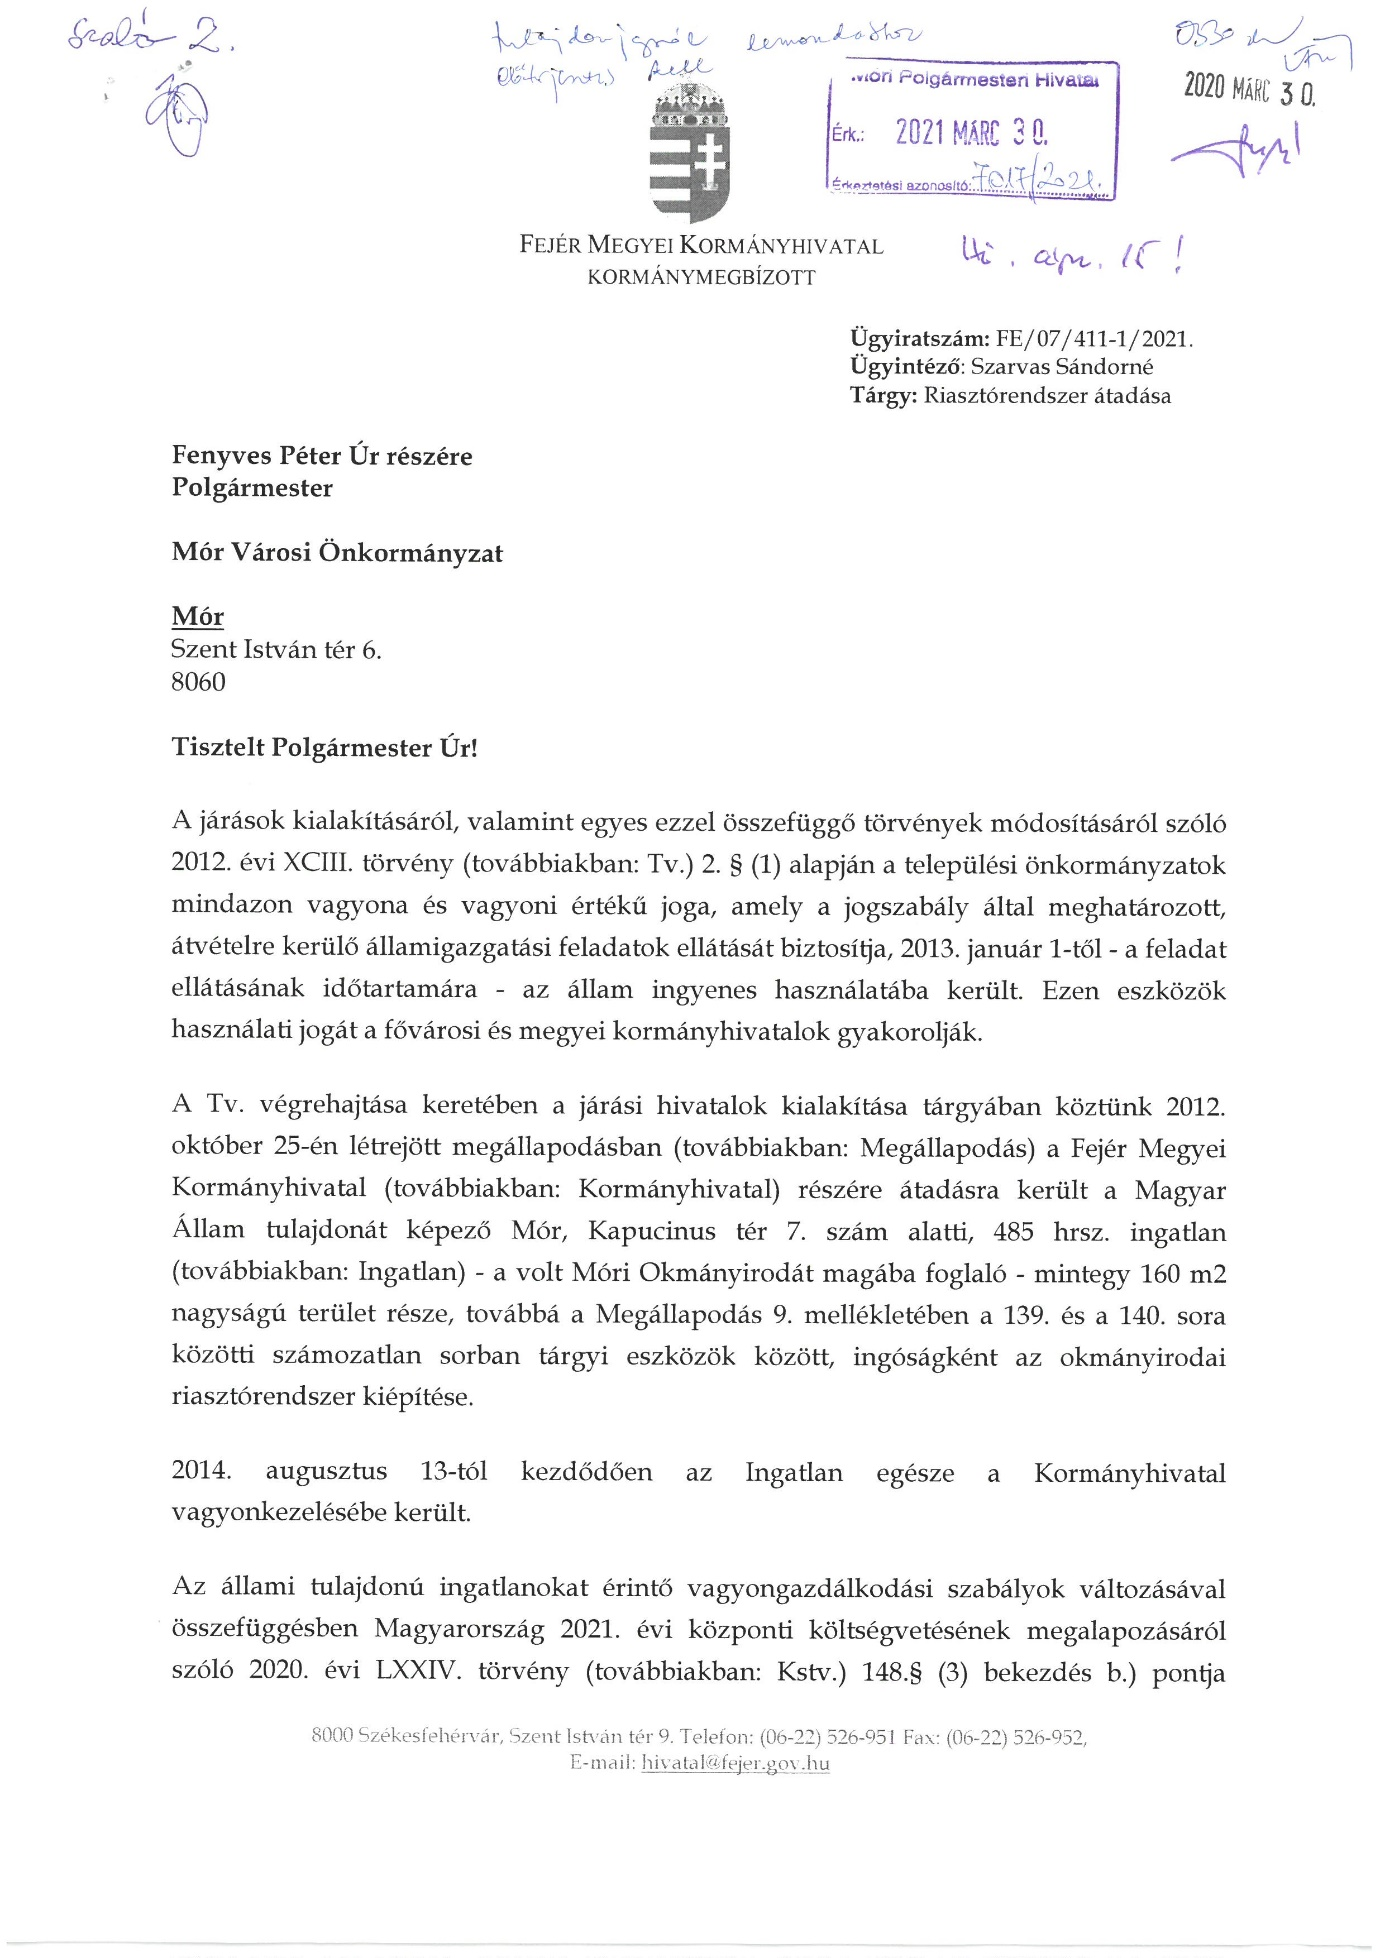 Szaló 2.
tulajdonjogról lemondáshoz
előterjesztés kell
2020 MÁRC 30.
Móri Polgármesteri Hivatal
Érk.: 2021 MÁRC 30.
Érkeztetési azonosító: 7017/2021.
FEJÉR MEGYEI KORMÁNYHIVATAL
KORMÁNYMEGBÍZOTT
Hi. ápr. 15!
Ügyiratszám: FE/07/411-1/2021.
Ügyintéző: Szarvas Sándorné
Tárgy: Riasztórendszer átadása
Fenyves Péter Úr részére
Polgármester
Mór Városi Önkormányzat
Mór
Szent István tér 6.
8060
Tisztelt Polgármester Úr!
A járások kialakításáról, valamint egyes ezzel összefüggő törvények módosításáról szóló
2012. évi XCIII. törvény (továbbiakban: Tv.) 2. § (1) alapján a települési önkormányzatok
mindazon vagyona és vagyoni értékű joga, amely a jogszabály által meghatározott,
átvételre kerülő államigazgatási feladatok ellátását biztosítja, 2013. január 1-től - a feladat
ellátásának időtartamára - az állam ingyenes használatába került. Ezen eszközök
használati jogát a fővárosi és megyei kormányhivatalok gyakorolják.
A Tv. végrehajtása keretében a járási hivatalok kialakítása tárgyában köztünk 2012.
október 25-én létrejött megállapodásban (továbbiakban: Megállapodás) a Fejér Megyei
Kormányhivatal (továbbiakban: Kormányhivatal) részére átadásra került a Magyar
Állam tulajdonát képező Mór, Kapucinus tér 7. szám alatti, 485 hrsz. ingatlan
(továbbiakban: Ingatlan) - a volt Móri Okmányirodát magába foglaló - mintegy 160 m2
nagyságú terület része, továbbá a Megállapodás 9. mellékletében a 139. és a 140. sora
közötti számozatlan sorban tárgyi eszközök között, ingóságként az okmányirodai
riasztórendszer kiépítése.
2014. augusztus 13-tól kezdődően az Ingatlan egésze a Kormányhivatal
vagyonkezelésébe került.
Az állami tulajdonú ingatlanokat érintő vagyongazdálkodási szabályok változásával
összefüggésben Magyarország 2021. évi központi költségvetésének megalapozásáról
szóló 2020. évi LXXIV. törvény (továbbiakban: Kstv.) 148.§ (3) bekezdés b.) pontja
8000 Székesfehérvár, Szent István tér 9. Telefon: (06-22) 526-951 Fax: (06-22) 526-952,
E-mail: hivatal@fejer.gov.hu